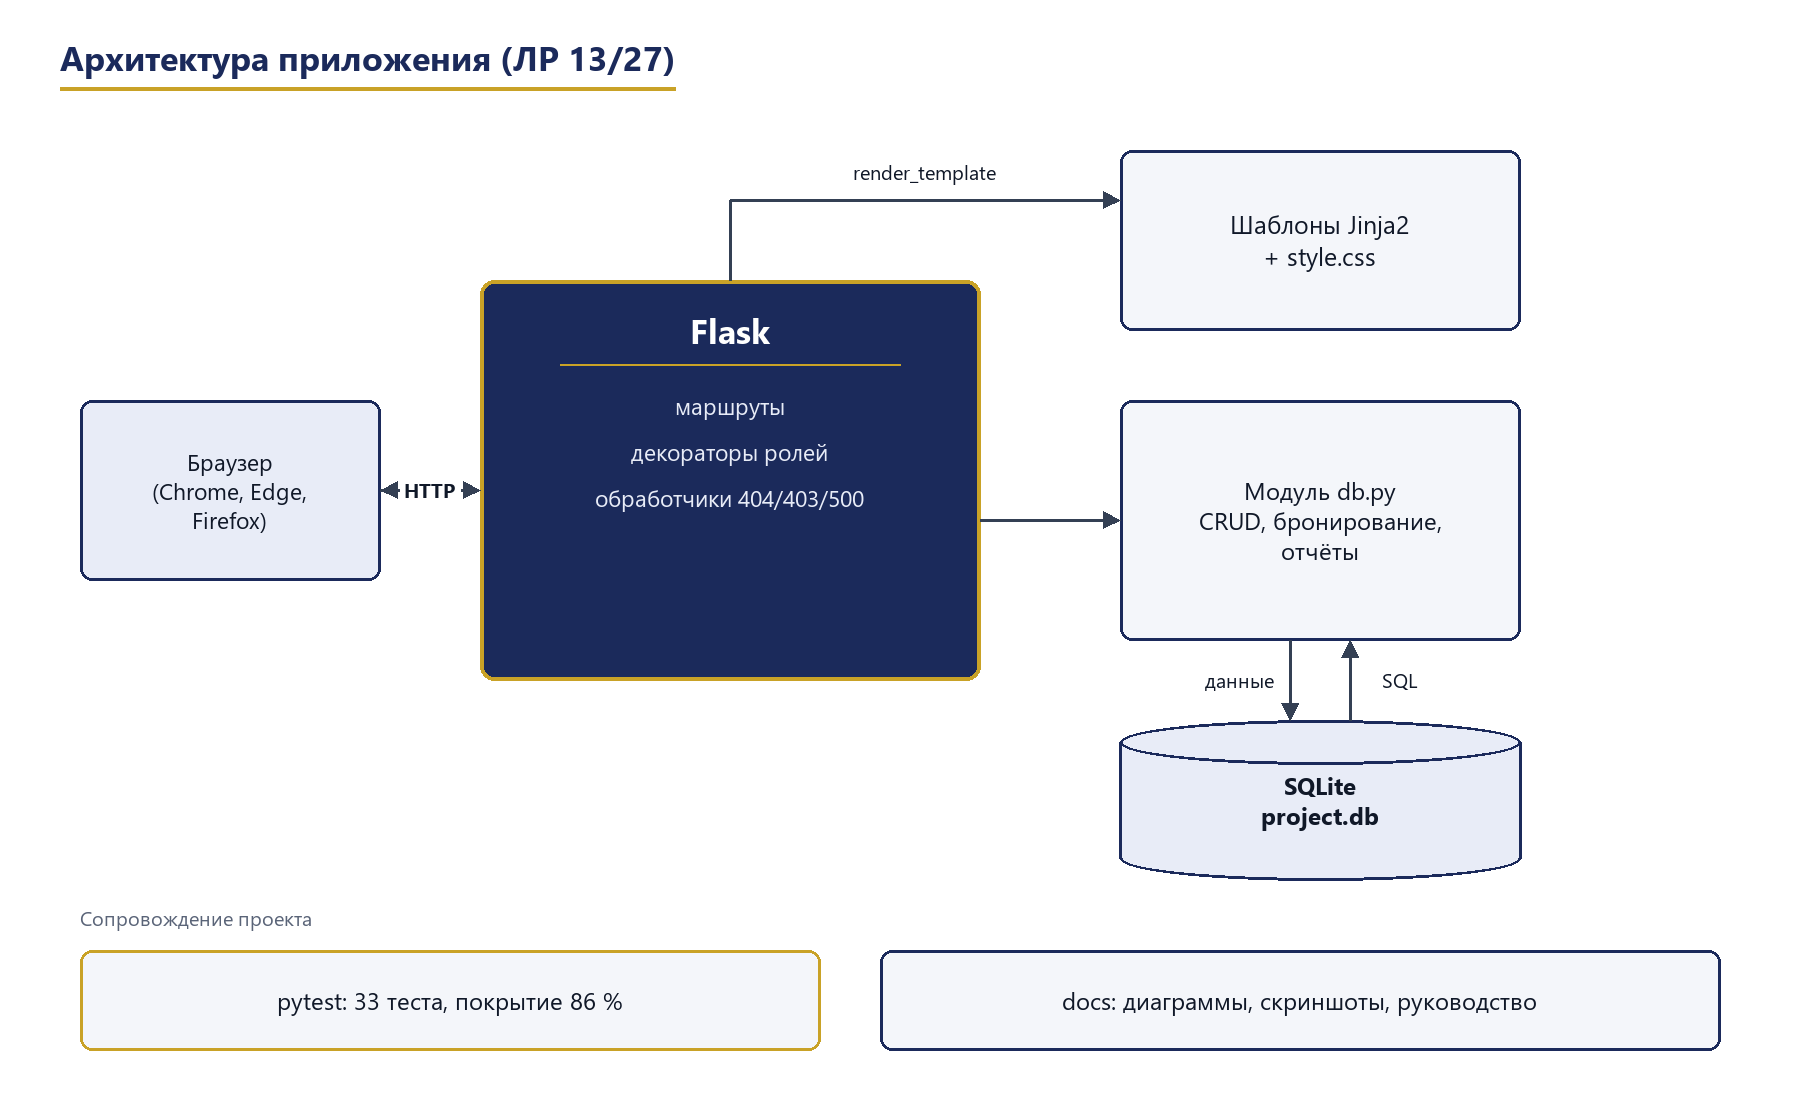 Архитектура приложения (ЛР 13/27)
render_template
Шаблоны Jinja2
+ style.css
Flask
маршруты
декораторы ролей
обработчики 404/403/500
Браузер
(Chrome, Edge,
Firefox)
HTTP
Модуль db.py
CRUD, бронирование,
отчёты
данные
SQL
SQLite
project.db
Сопровождение проекта
pytest: 33 теста, покрытие 86 %
docs: диаграммы, скриншоты, руководство